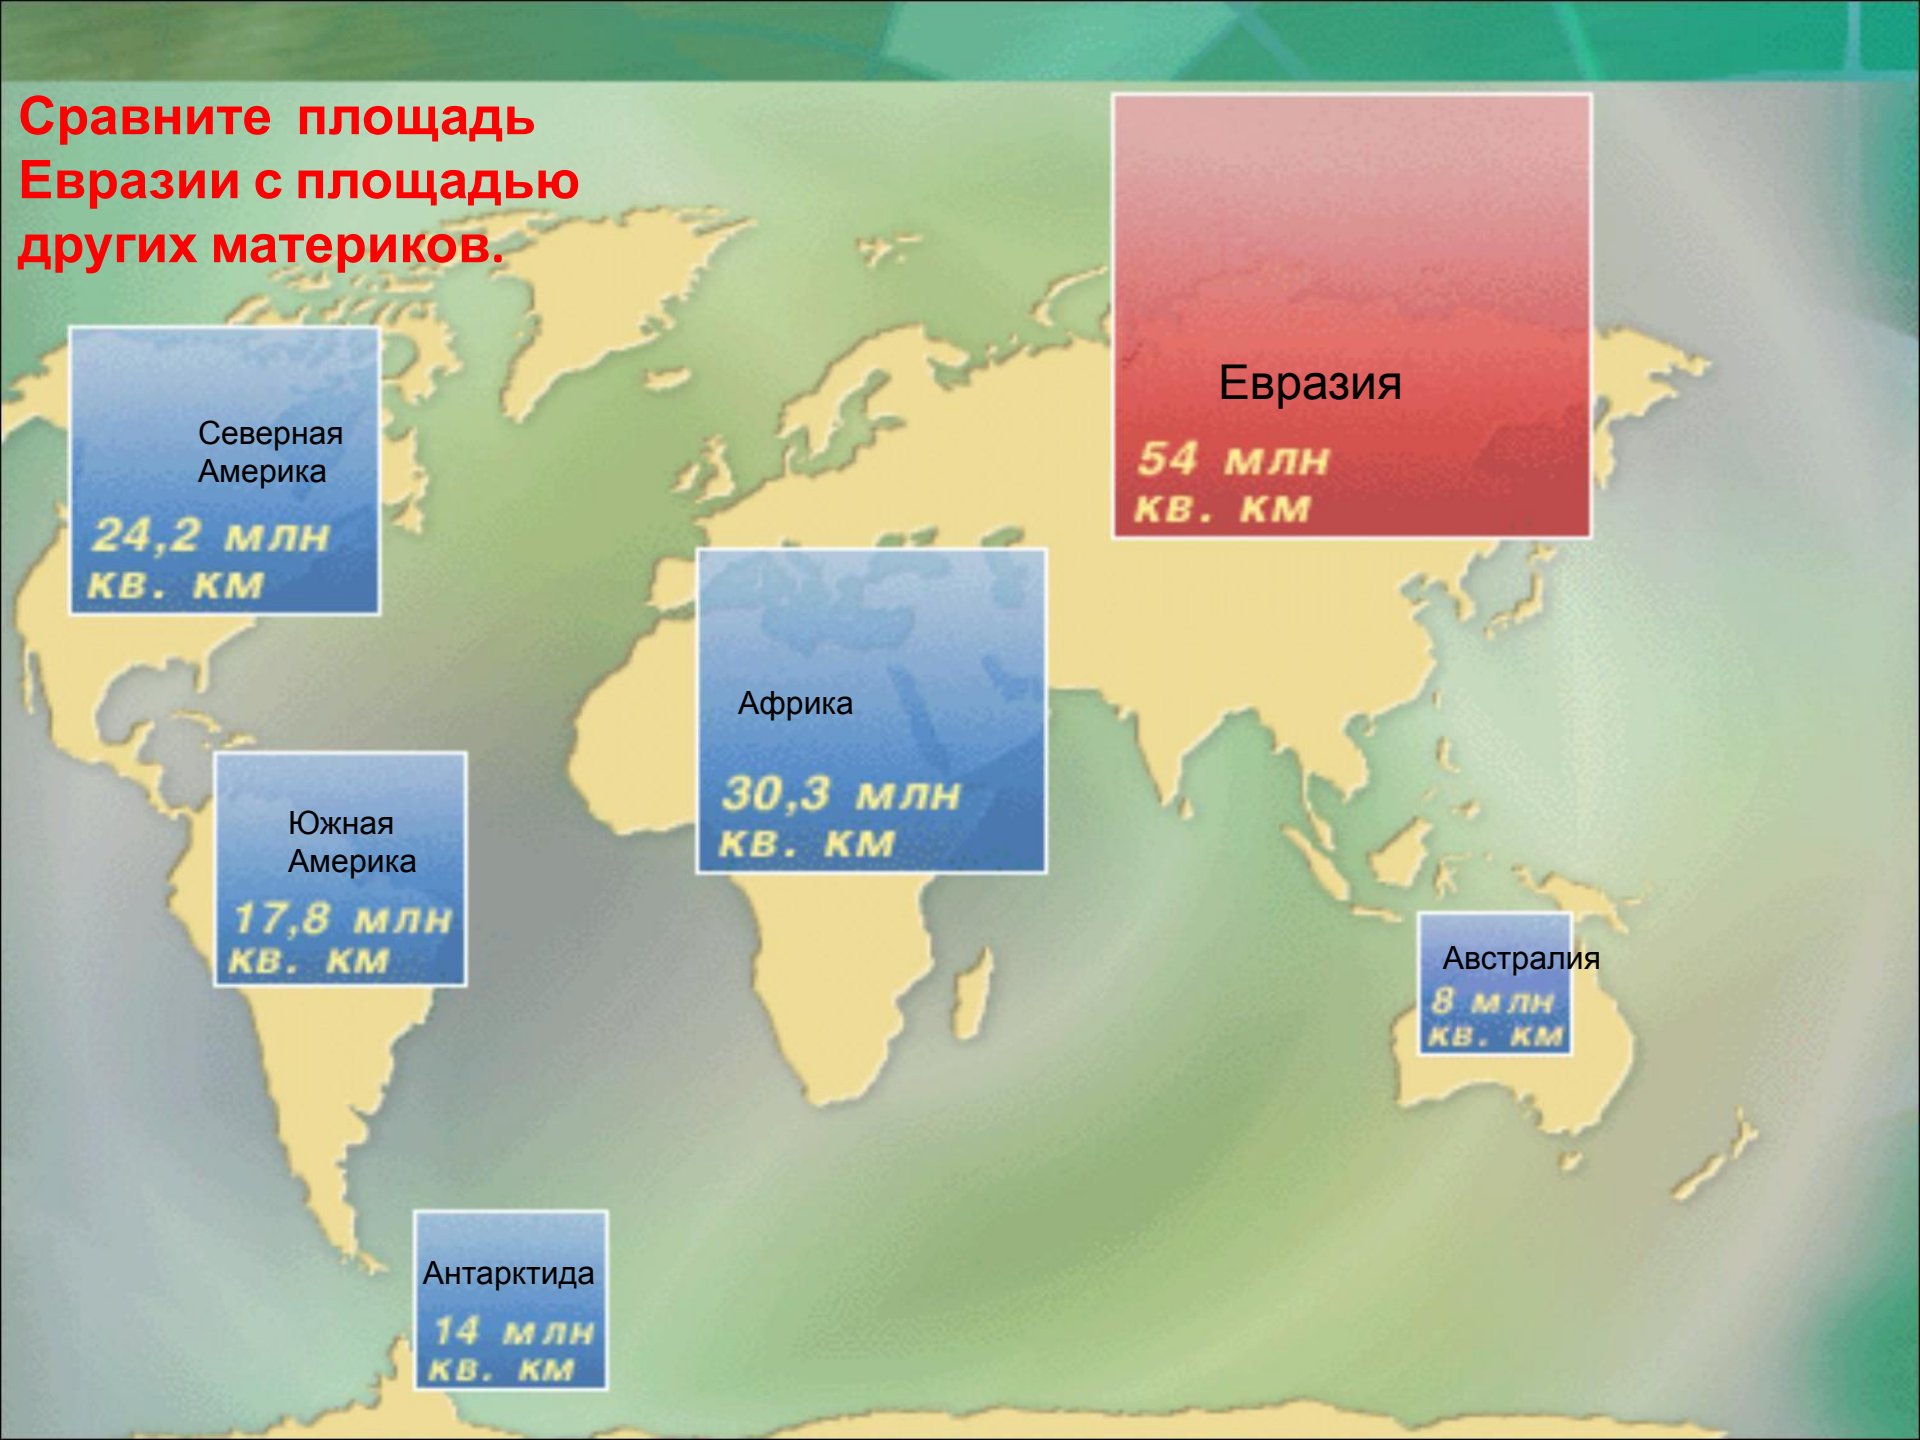 Сравните площадь
Евразии с площадью
других материков.
Евразия
54 млн
кв. км
Северная
Америка
24,2 млн
кв. км
Африка
30,3 млн
кв. км
Южная
Америка
17,8 млн
кв. км
Австралия
8 млн
кв. км
Антарктида
14 млн
кв. км